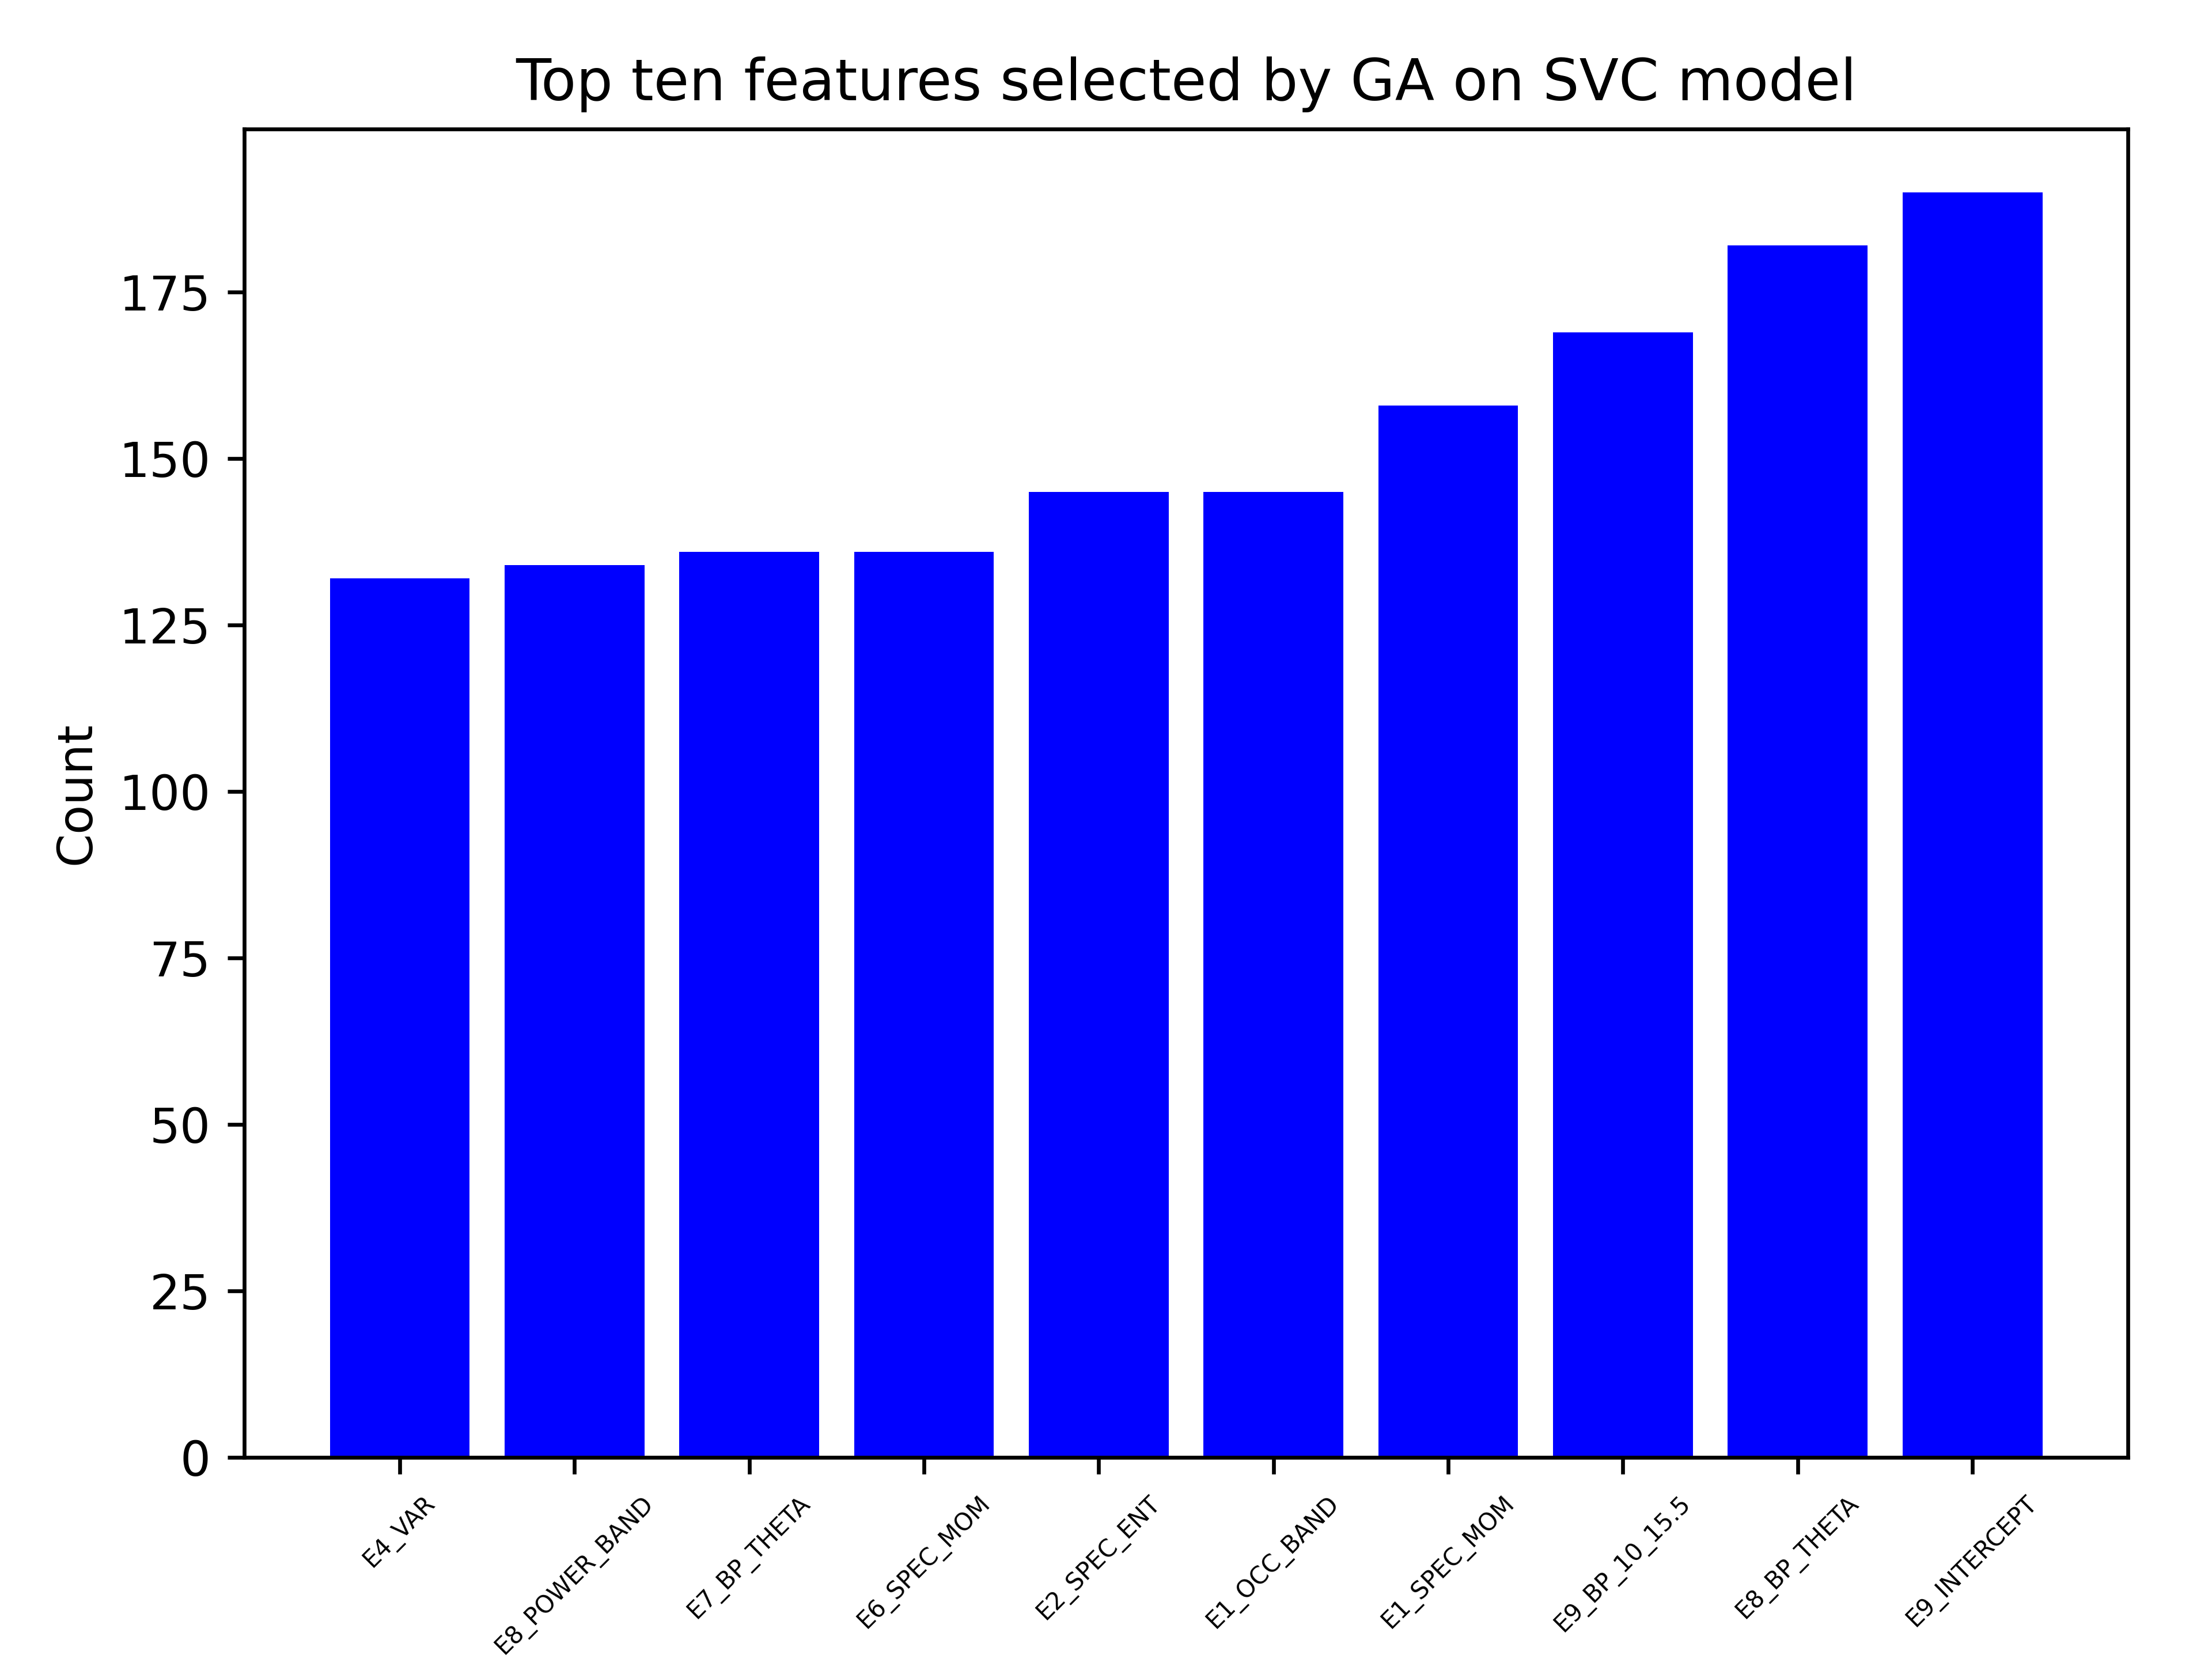 Top ten features selected by GA on SVC model
Count
175
150
125
100
75
50
25
0
E4_VAR
E8_POWER_BAND
E7_BP_THETA
E6_SPEC_MOM
E2_SPEC_ENT
E1_OCC_BAND
E1_SPEC_MOM
E9_BP_10_15.5
E8_BP_THETA
E9_INTERCEPT